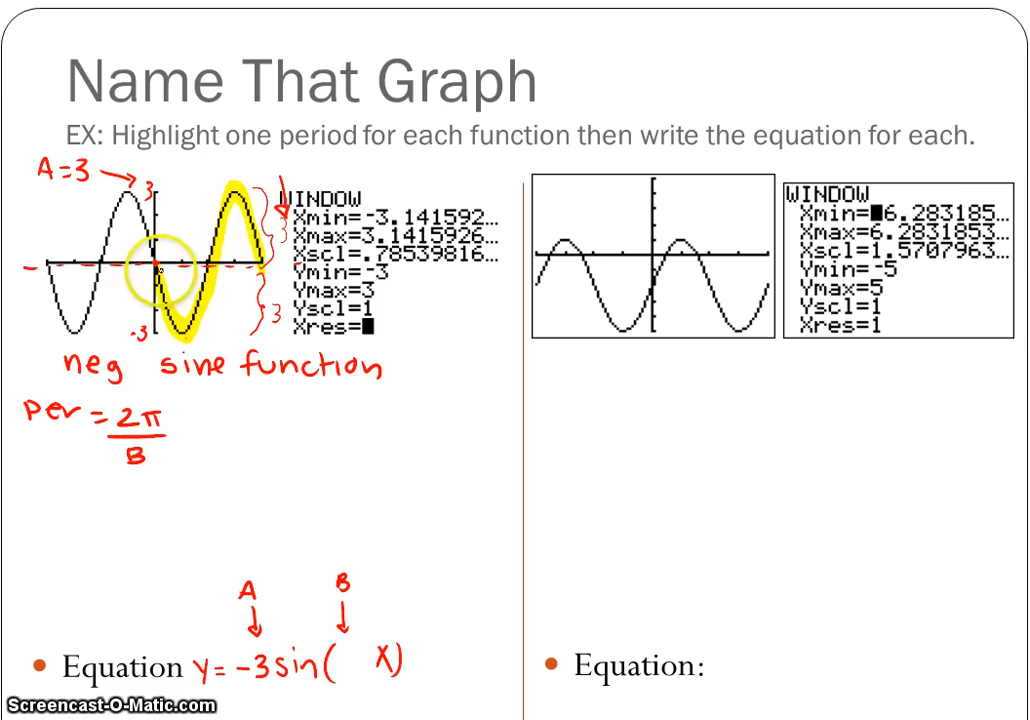 Name That Graph
EX: Highlight one period for each function then write the equation for each.
A=3
3
WINDOW
Xmin=-3.141592...
Xmax=3.1415926...
Xscl=.78539816...
Ymin=-3
Ymax=3
Yscl=1
Xres=
3
3
-3
neg sine function
Per = 2π
B
A
B
Equation Y= -3 sin( X)
WINDOW
Xmin=6.283185...
Xmax=6.2831853...
Xscl=1.5707963...
Ymin=-5
Ymax=5
Yscl=1
Xres=1
Equation:
Screencast-O-Matic.com